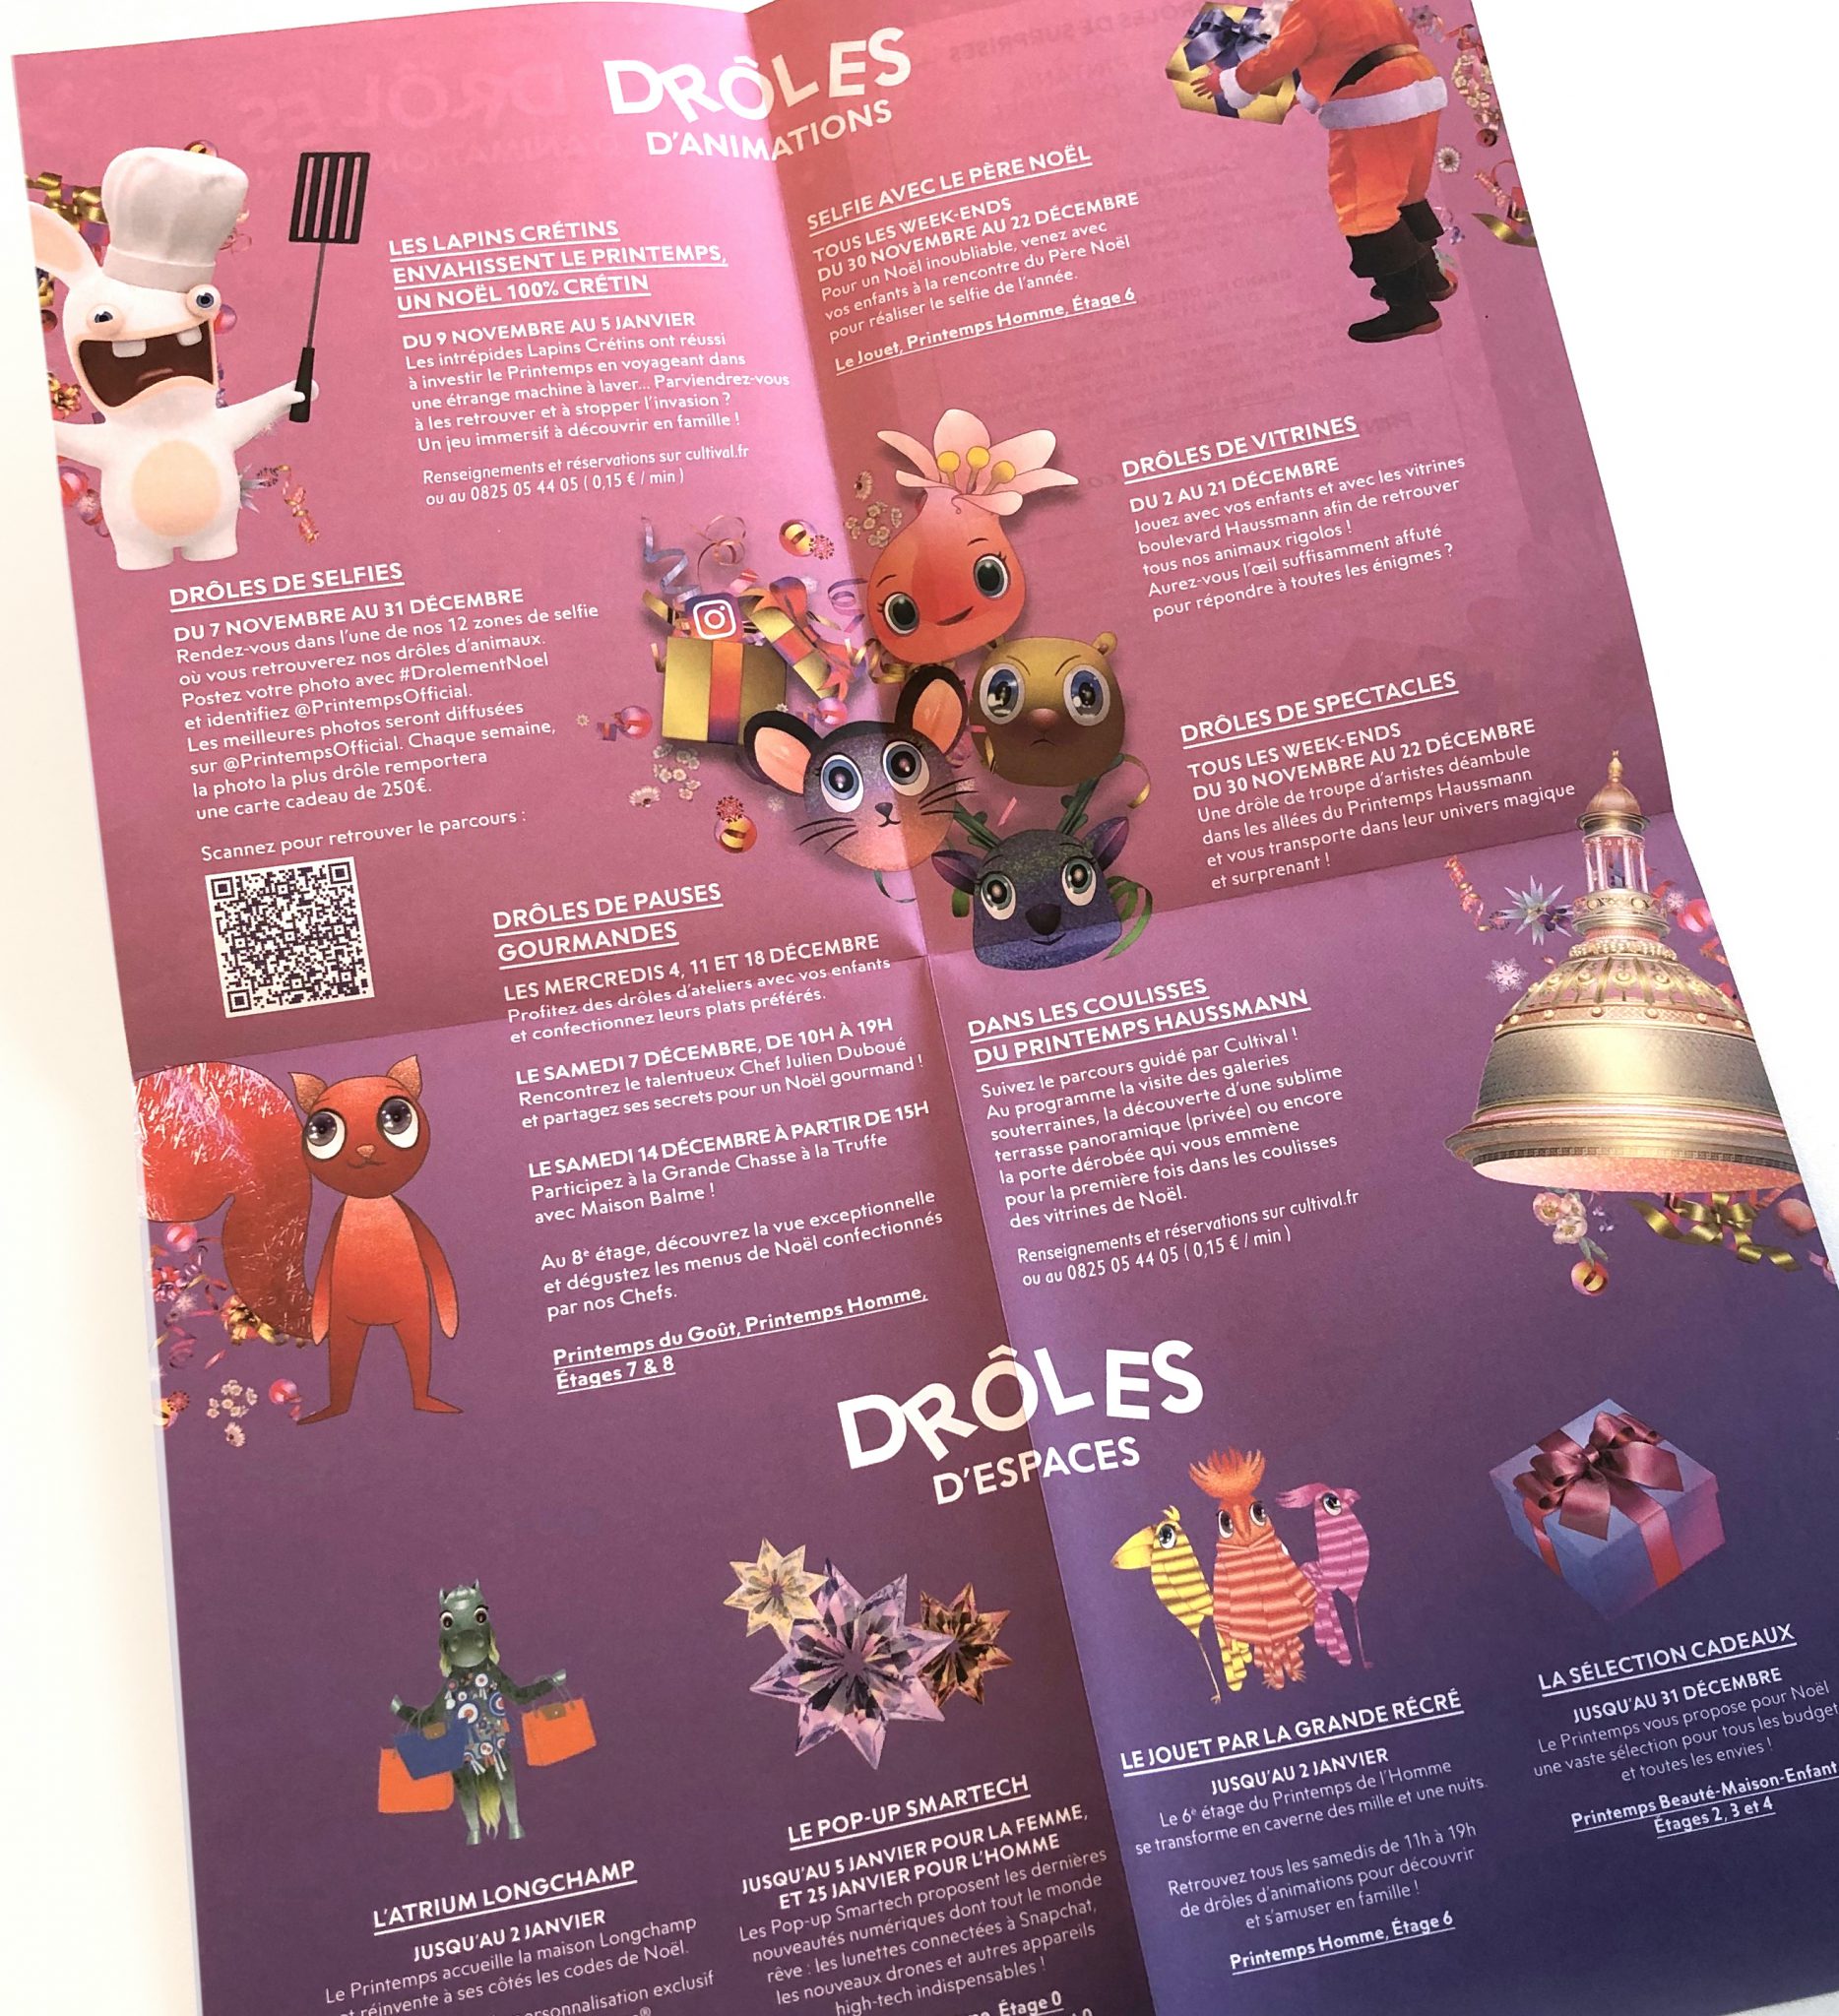 DRÔLES
D'ANIMATIONS
LES LAPINS CRÉTINS
ENVAHISSENT LE PRINTEMPS,
UN NOËL 100% CRÉTIN
DU 9 NOVEMBRE AU 5 JANVIER
Les intrépides Lapins Crétins ont réussi
à investir le Printemps en voyageant dans
une étrange machine à laver... Parviendrez-vous
à les retrouver et à stopper l'invasion ?
Un jeu immersif à découvrir en famille !
Renseignements et réservations sur cultival.fr
ou au 0825 05 44 05 ( 0,15 € / min )
SELFIE AVEC LE PÈRE NOËL
TOUS LES WEEK-ENDS
DU 30 NOVEMBRE AU 22 DÉCEMBRE
Pour un Noël inoubliable, venez avec
vos enfants à la rencontre du Père Noël
pour réaliser le selfie de l'année.
Le Jouet, Printemps Homme, Étage 6
DRÔLES DE VITRINES
DU 2 AU 21 DÉCEMBRE
Jouez avec vos enfants et avec les vitrines
boulevard Haussmann afin de retrouver
tous nos animaux rigolos !
Aurez-vous l'œil suffisamment affuté
pour répondre à toutes les énigmes ?
DRÔLES DE SELFIES
DU 7 NOVEMBRE AU 31 DÉCEMBRE
Rendez-vous dans l'une de nos 12 zones de selfie
où vous retrouverez nos drôles d'animaux.
Postez votre photo avec #DrolementNoel
et identifiez @PrintempsOfficial.
Les meilleures photos seront diffusées
sur @PrintempsOfficial. Chaque semaine,
la photo la plus drôle remportera
une carte cadeau de 250€.
Scannez pour retrouver le parcours :
DRÔLES DE SPECTACLES
TOUS LES WEEK-ENDS
DU 30 NOVEMBRE AU 22 DÉCEMBRE
Une drôle de troupe d'artistes déambule
dans les allées du Printemps Haussmann
et vous transporte dans leur univers magique
et surprenant !
DRÔLES DE PAUSES
GOURMANDES
LES MERCREDIS 4, 11 ET 18 DÉCEMBRE
Profitez des drôles d'ateliers avec vos enfants
et confectionnez leurs plats préférés.
LE SAMEDI 7 DÉCEMBRE, DE 10H À 19H
Rencontrez le talentueux Chef Julien Duboué
et partagez ses secrets pour un Noël gourmand !
LE SAMEDI 14 DÉCEMBRE À PARTIR DE 15H
Participez à la Grande Chasse à la Truffe
avec Maison Balme !
Au 8e étage, découvrez la vue exceptionnelle
et dégustez les menus de Noël confectionnés
par nos Chefs.
Printemps du Goût, Printemps Homme,
Étages 7 & 8
DANS LES COULISSES
DU PRINTEMPS HAUSSMANN
Suivez le parcours guidé par Cultival !
Au programme la visite des galeries
souterraines, la découverte d'une sublime
terrasse panoramique (privée) ou encore
la porte dérobée qui vous emmène
pour la première fois dans les coulisses
des vitrines de Noël.
Renseignements et réservations sur cultival.fr
ou au 0825 05 44 05 ( 0,15 € / min )
DRÔLES
D'ESPACES
L'ATRIUM LONGCHAMP
JUSQU'AU 2 JANVIER
Le Printemps accueille la maison Longchamp
réinvente à ses côtés les codes de Noël.
exclusif
LE POP-UP SMARTECH
JUSQU'AU 5 JANVIER POUR LA FEMME,
ET 25 JANVIER POUR L'HOMME
Les Pop-up Smartech proposent les dernières
nouveautés numériques dont tout le monde
rêve : les lunettes connectées à Snapchat,
les nouveaux drones et autres appareils
high-tech indispensables !
Étage 0
LE JOUET PAR LA GRANDE RÉCRÉ
JUSQU'AU 2 JANVIER
Le 6e étage du Printemps de l'Homme
se transforme en caverne des mille et une nuits.
Retrouvez tous les samedis de 11h à 19h
de drôles d'animations pour découvrir
et s'amuser en famille !
Printemps Homme, Étage 6
LA SÉLECTION CADEAUX
JUSQU'AU 31 DÉCEMBRE
Le Printemps vous propose pour Noël
une vaste sélection pour tous les budget
et toutes les envies !
Printemps Beauté-Maison-Enfant
Étages 2, 3 et 4